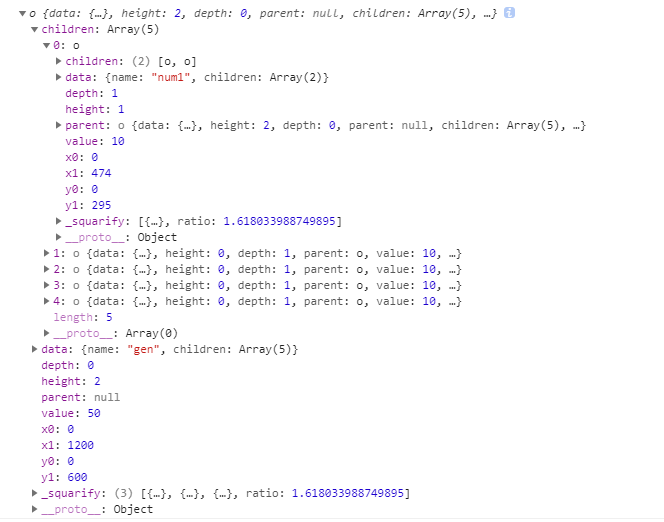 ▼ o {data: {…}, height: 2, depth: 0, parent: null, children: Array(5), …} i
▼ children: Array(5)
▼ 0: o
▶ children: (2) [o, o]
▶ data: {name: "num1", children: Array(2)}
depth: 1
height: 1
▶ parent: o {data: {…}, height: 2, depth: 0, parent: null, children: Array(5), …}
value: 10
x0: 0
x1: 474
y0: 0
y1: 295
▶ _squarify: [{…}, ratio: 1.618033988749895]
▶ __proto__: Object
▶ 1: o {data: {…}, height: 0, depth: 1, parent: o, value: 10, …}
▶ 2: o {data: {…}, height: 0, depth: 1, parent: o, value: 10, …}
▶ 3: o {data: {…}, height: 0, depth: 1, parent: o, value: 10, …}
▶ 4: o {data: {…}, height: 0, depth: 1, parent: o, value: 10, …}
length: 5
▶ __proto__: Array(0)
▶ data: {name: "gen", children: Array(5)}
depth: 0
height: 2
parent: null
value: 50
x0: 0
x1: 1200
y0: 0
y1: 600
▶ _squarify: (3) [{…}, {…}, {…}, ratio: 1.618033988749895]
▶ __proto__: Object